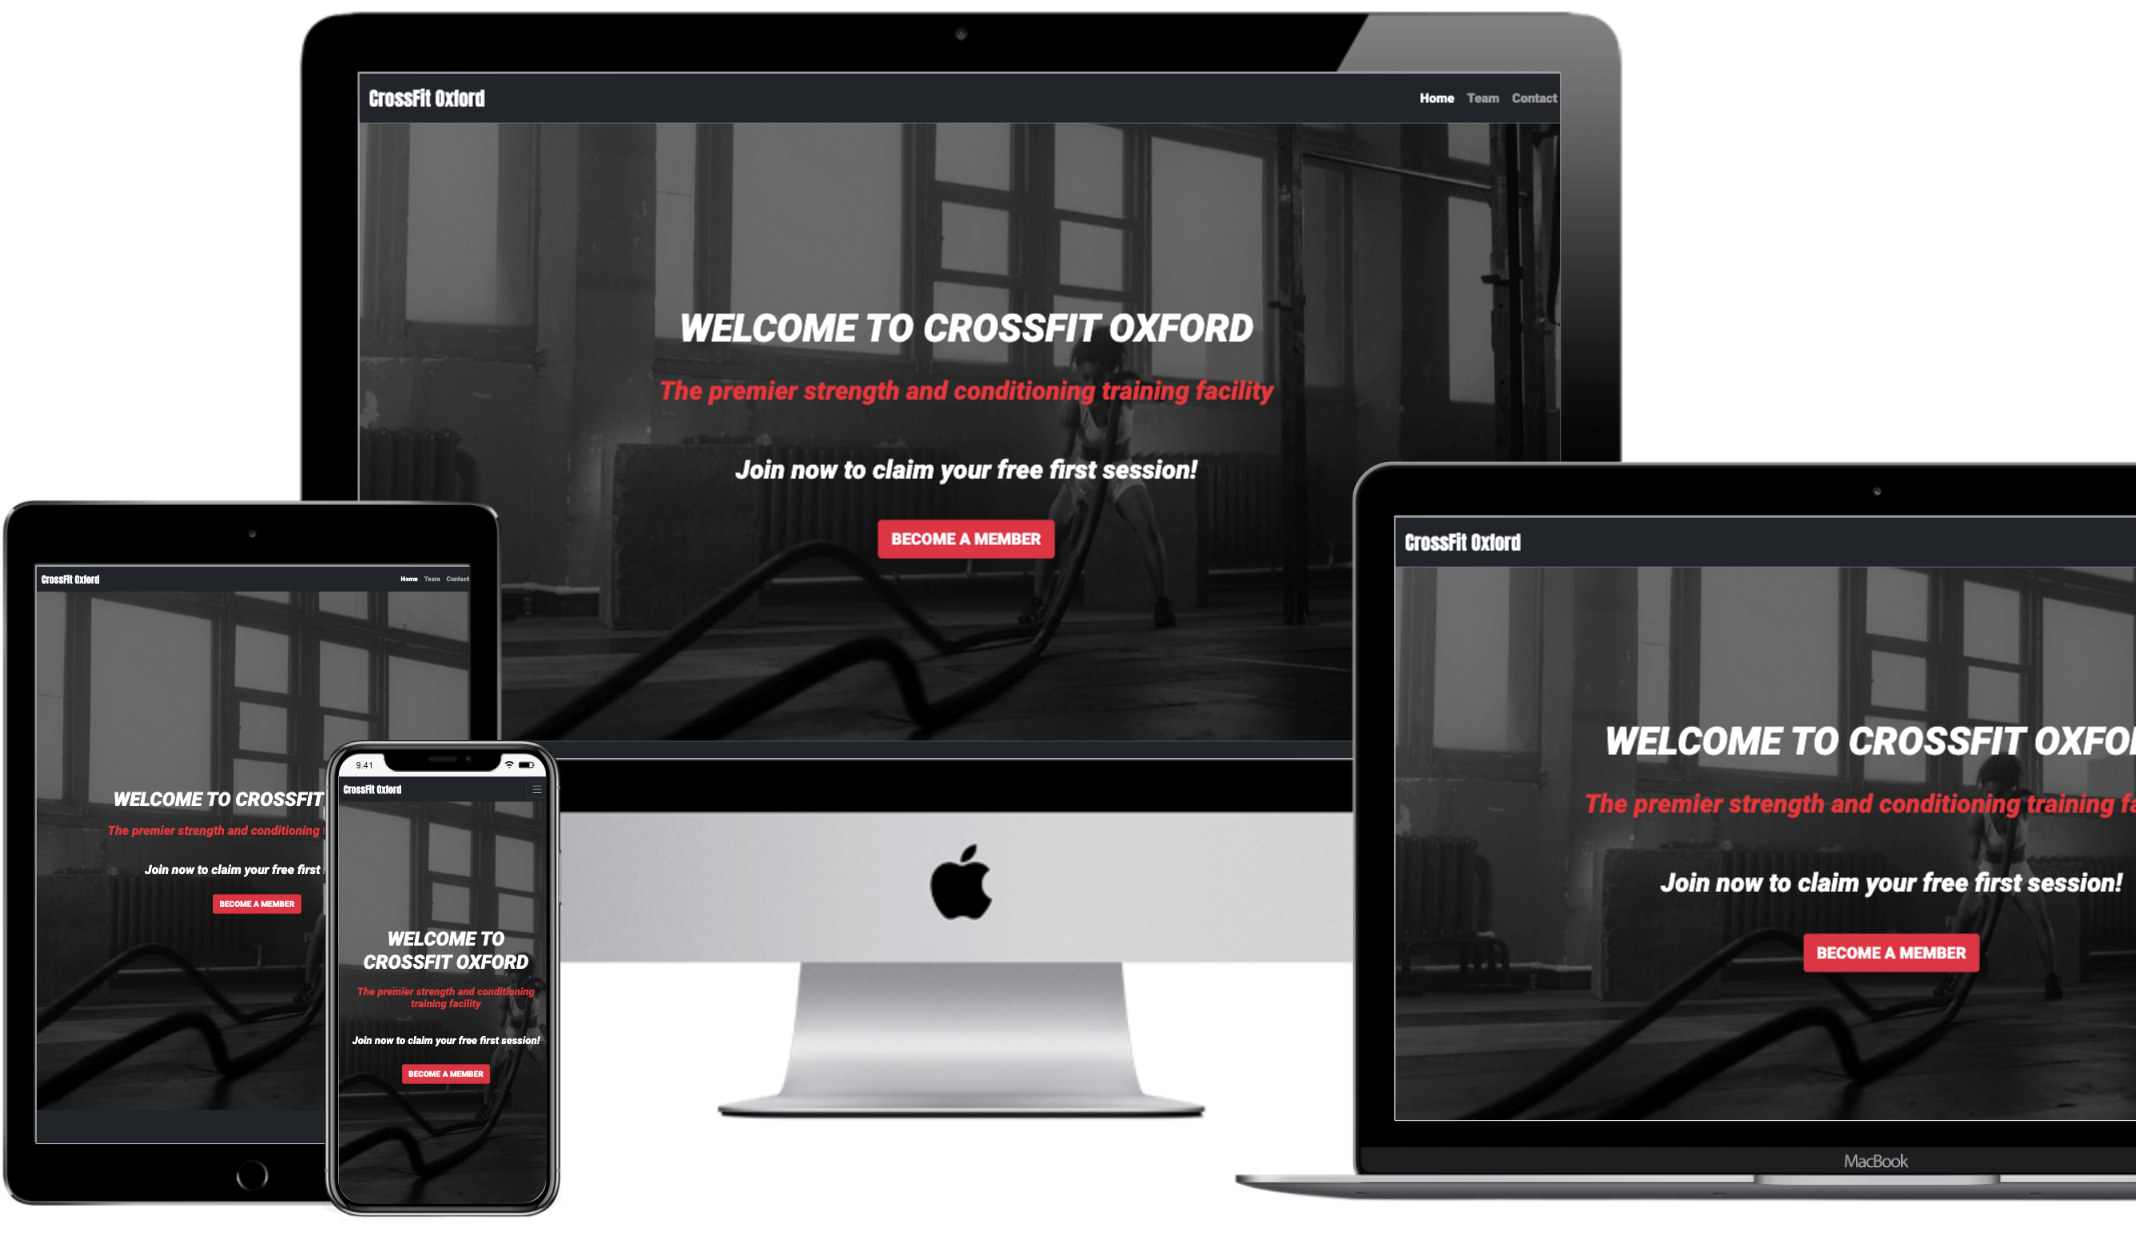 CrossFit Oxford
Home Team Contact
WELCOME TO CROSSFIT OXFORD
The premier strength and conditioning training facility
Join now to claim your free first session!
BECOME A MEMBER
CrossFit Oxford
Home Team Contact
WELCOME TO CROSSFIT
The premier strength and conditioning
Join now to claim your free first
BECOME A MEMBER
9.41
CrossFit Oxford
WELCOME TO
CROSSFIT OXFORD
The premier strength and conditioning
training facility
Join now to claim your free first session!
BECOME A MEMBER
CrossFit Oxford
WELCOME TO CROSSFIT OXFO
The premier strength and conditioning training fa
Join now to claim your free first session!
BECOME A MEMBER
MacBook